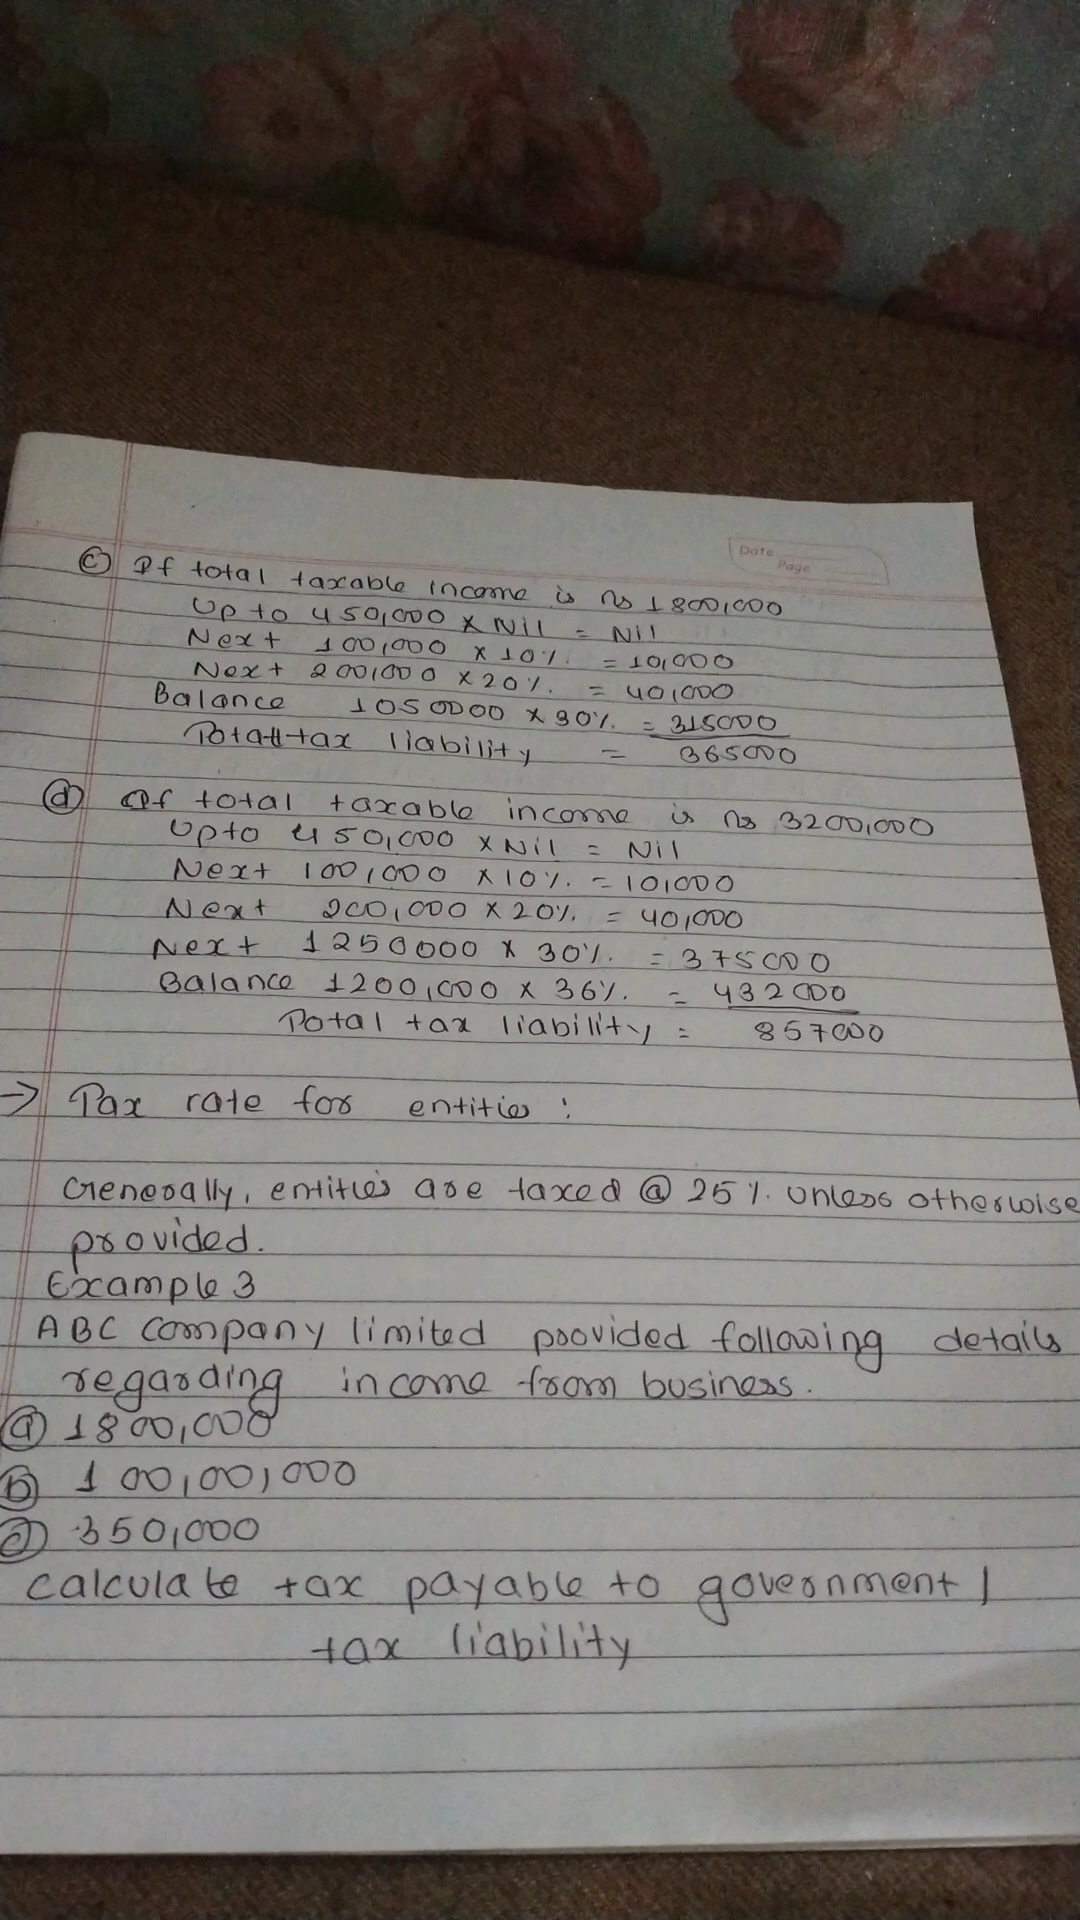 Date
Page
(c) If total taxable income is rs 1800,000
Up to 450,000 x Nil = Nil
Next 100,000 x 10% = 10,000
Next 200,000 x 20% = 40,000
Balance 1050000 x 30% = 315000
Total tax liability = 365000
(d) If total taxable income is rs 3200,000
Upto 450,000 x Nil = Nil
Next 100,000 x 10% = 10,000
Next 200,000 x 20% = 40,000
Next 1250000 x 30% = 375000
Balance 1200,000 x 36% = 432000
Total tax liability = 857000
→ Tax rate for entities :
Generally, entities are taxed @ 25% unless otherwise
provided.
Example 3
ABC company limited provided following details
regarding income from business.
(a) 1800,000
(b) 100,00,000
(c) 350,000
calculate tax payable to government /
tax liability